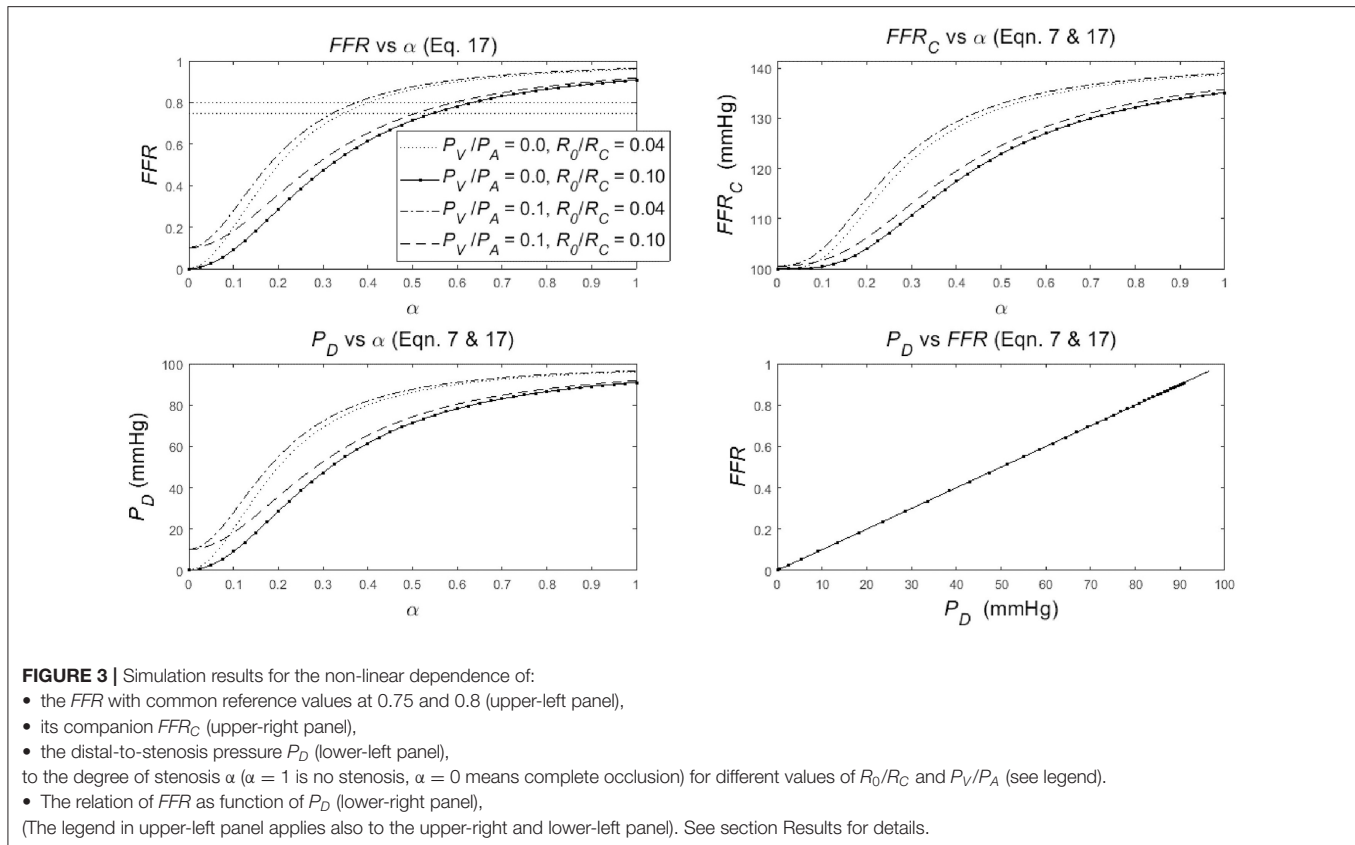 FFR vs α (Eq. 17)
1
0.8
0.6
0.4
0.2
0
FFR
0 0.1 0.2 0.3 0.4 0.5 0.6 0.7 0.8 0.9 1
α
P_V/P_A = 0.0, R_0/R_C = 0.04
P_V/P_A = 0.0, R_0/R_C = 0.10
P_V/P_A = 0.1, R_0/R_C = 0.04
P_V/P_A = 0.1, R_0/R_C = 0.10
FFR_C vs α (Eqn. 7 & 17)
140
130
120
110
100
FFR_C (mmHg)
0 0.1 0.2 0.3 0.4 0.5 0.6 0.7 0.8 0.9 1
α
P_D vs α (Eqn. 7 & 17)
100
80
60
40
20
0
P_D (mmHg)
0 0.1 0.2 0.3 0.4 0.5 0.6 0.7 0.8 0.9 1
α
P_D vs FFR (Eqn. 7 & 17)
1
0.8
0.6
0.4
0.2
0
FFR
0 10 20 30 40 50 60 70 80 90 100
P_D (mmHg)
FIGURE 3 | Simulation results for the non-linear dependence of:
• the FFR with common reference values at 0.75 and 0.8 (upper-left panel),
• its companion FFR_C (upper-right panel),
• the distal-to-stenosis pressure P_D (lower-left panel),
to the degree of stenosis α (α = 1 is no stenosis, α = 0 means complete occlusion) for different values of R_0/R_C and P_V/P_A (see legend).
• The relation of FFR as function of P_D (lower-right panel),
(The legend in upper-left panel applies also to the upper-right and lower-left panel). See section Results for details.